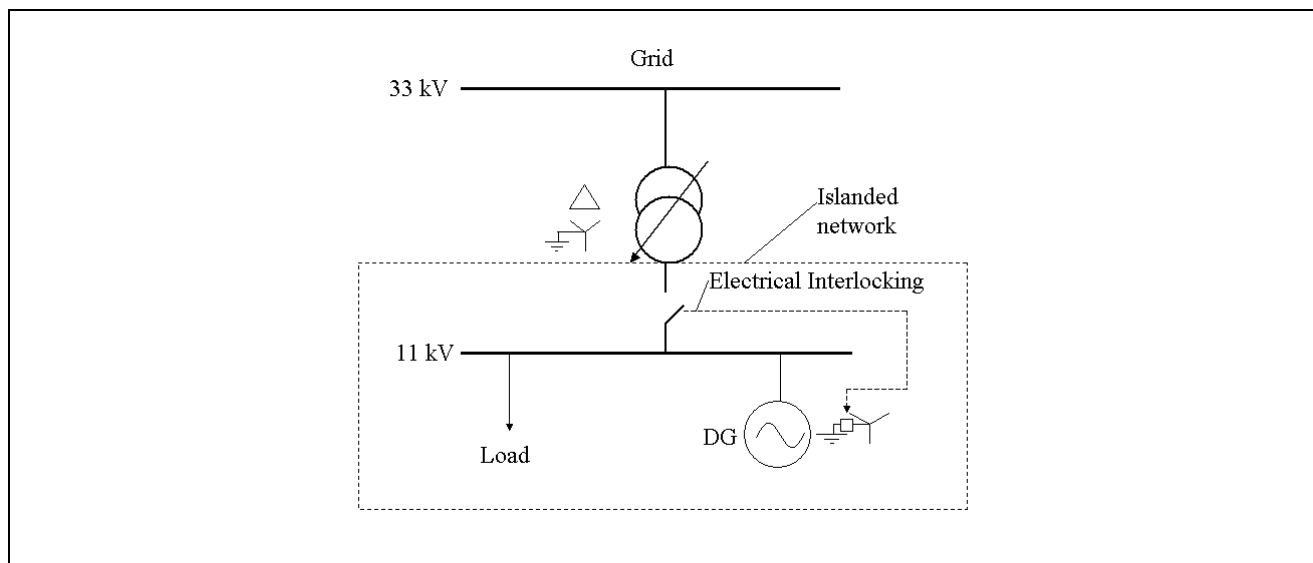 Grid
33 kV
Islanded
network
Electrical Interlocking
11 kV
DG
Load